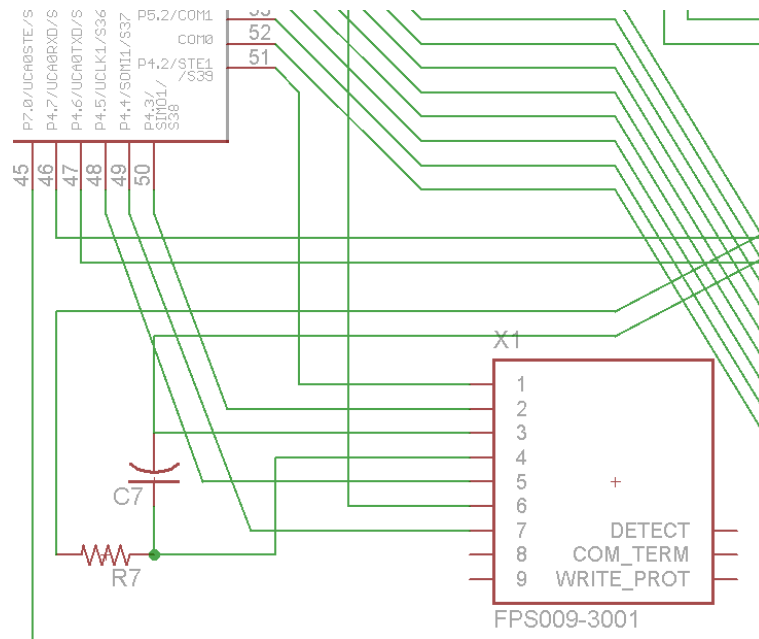 P5.2/COM1
52
COM0
51
P4.2/STE1
/S39
P7.0/UCA0STE/S
P4.7/UCA0RXD/S
P4.6/UCA0TXD/S
P4.5/UCLK1/S36
P4.4/SOMI1/S37
P4.3/
SIMO1/
S38
45
46
47
48
49
50
X1
1
2
3
4
5
6
7
DETECT
8
COM_TERM
9
WRITE_PROT
FPS009-3001
C7
R7